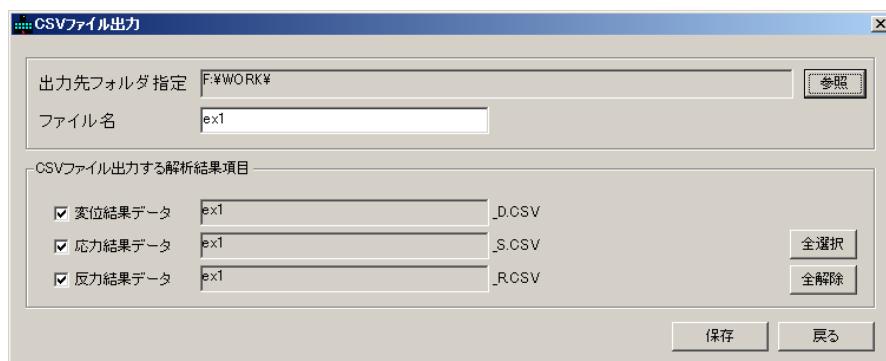 CSVファイル出力
出力先フォルダ指定 F:¥WORK¥ 参照
ファイル名 ex1
CSVファイル出力する解析結果項目
変位結果データ ex1 _D.CSV
応力結果データ ex1 _S.CSV 全選択
反力結果データ ex1 _R.CSV 全解除
保存 戻る